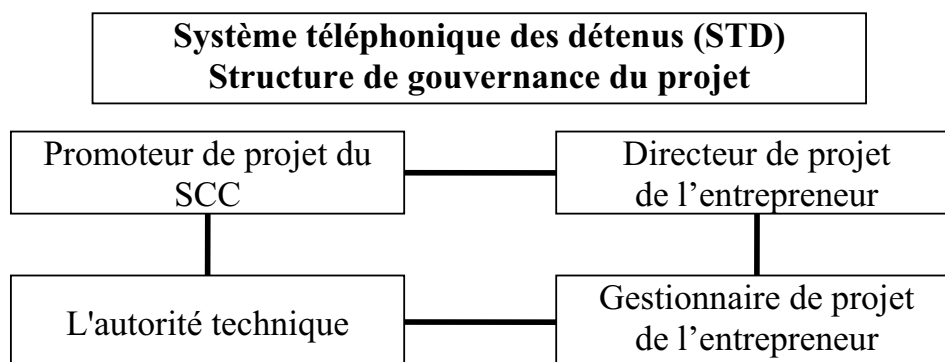 Système téléphonique des détenus (STD)
Structure de gouvernance du projet
Promoteur de projet du
SCC
Directeur de projet
de l’entrepreneur
L'autorité technique
Gestionnaire de projet
de l’entrepreneur